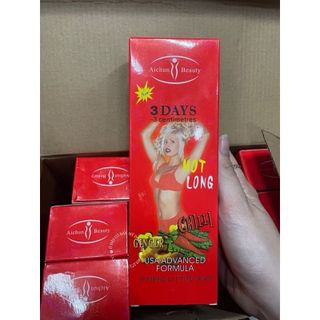 Aichun Beauty
3 DAYS
-3 centimetres
HOT
LONG
CHILLI
GINGER
USA ADVANCED
FORMULA
Aichun Beauty